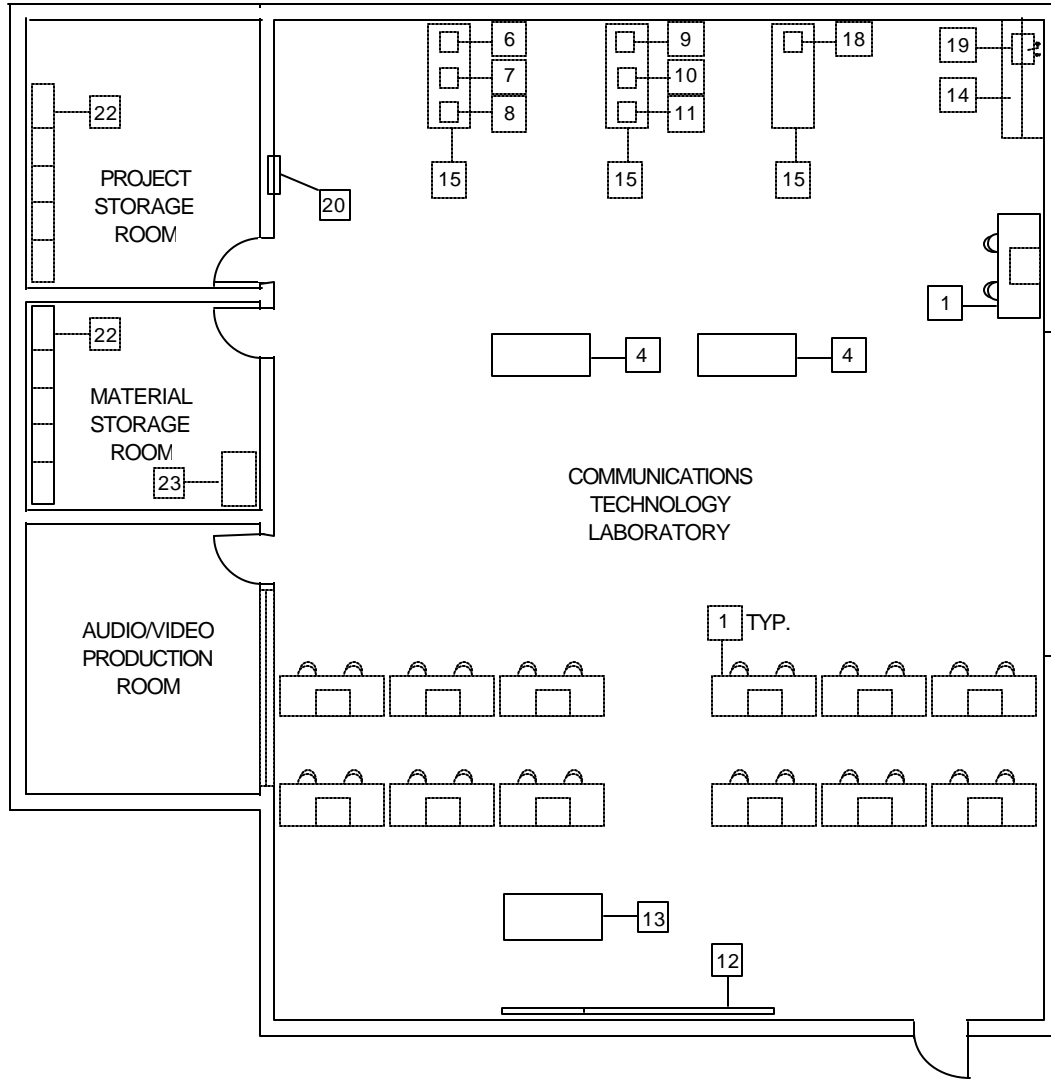 6
9
18
19
7
10
14
22
8
11
15
15
15
PROJECT
STORAGE
ROOM
20
1
22
4
4
MATERIAL
STORAGE
ROOM
23
COMMUNICATIONS
TECHNOLOGY
LABORATORY
1 TYP.
AUDIO/VIDEO
PRODUCTION
ROOM
13
12